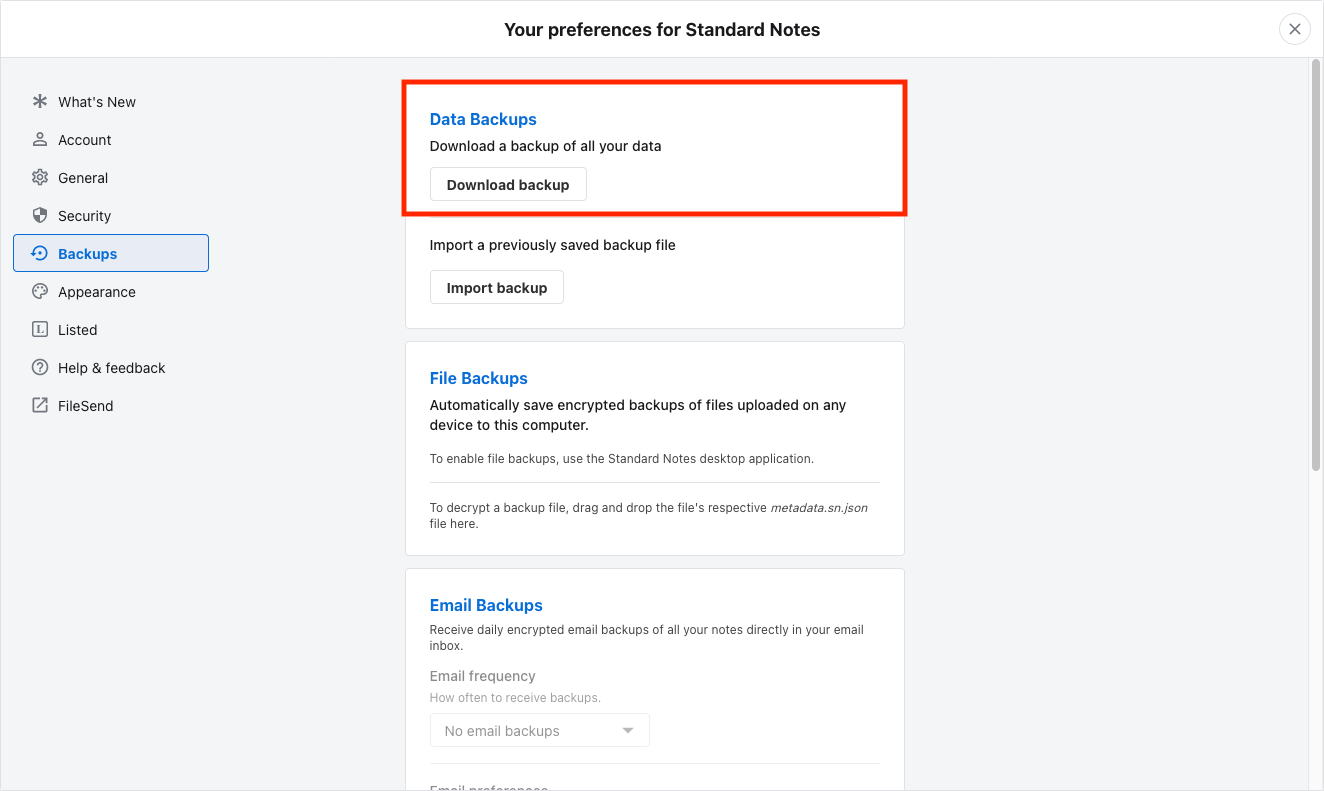 Your preferences for Standard Notes
What's New
Account
General
Security
Backups
Appearance
Listed
Help & feedback
FileSend
Data Backups
Download a backup of all your data
Download backup
Import a previously saved backup file
Import backup
File Backups
Automatically save encrypted backups of files uploaded on any
device to this computer.
To enable file backups, use the Standard Notes desktop application.
To decrypt a backup file, drag and drop the file's respective metadata.sn.json
file here.
Email Backups
Receive daily encrypted email backups of all your notes directly in your email
inbox.
Email frequency
How often to receive backups.
No email backups
Email preferences